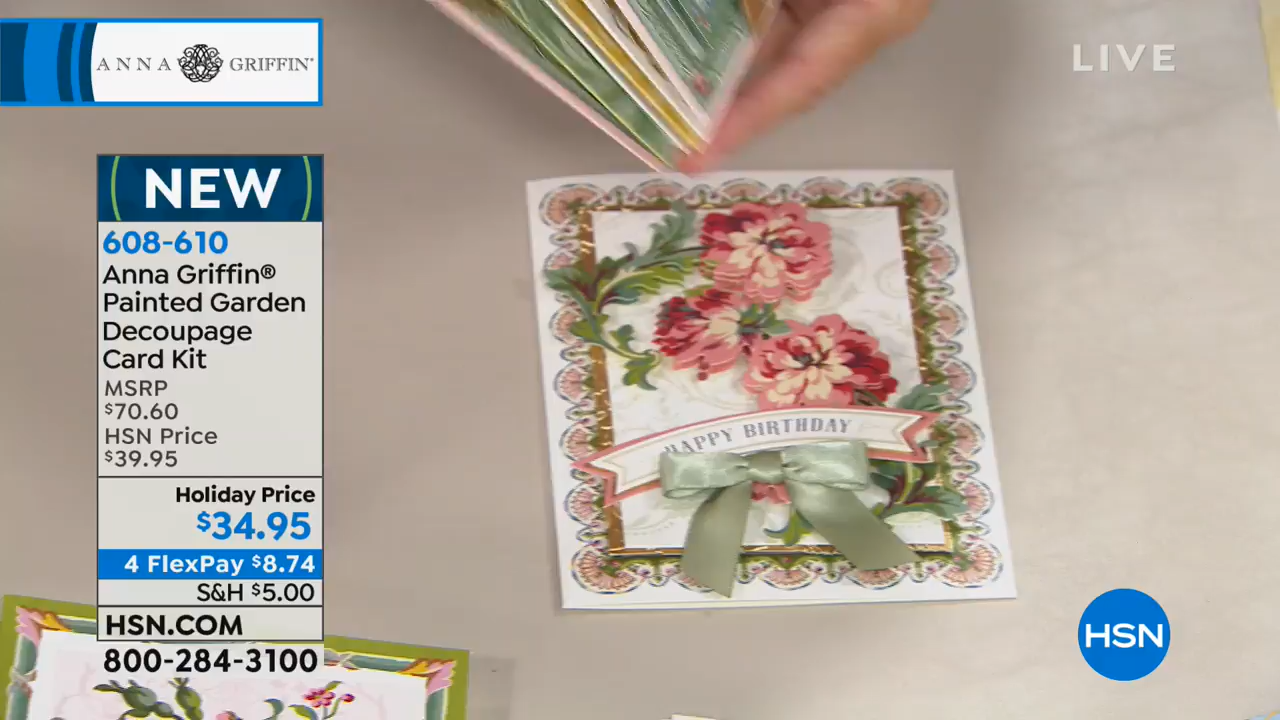 ANNA GRIFFIN®
LIVE
NEW
608-610
Anna Griffin®
Painted Garden
Decoupage
Card Kit
MSRP
$70.60
HSN Price
$39.95
Holiday Price
$34.95
4 FlexPay $8.74
S&H $5.00
HSN.COM
800-284-3100
HAPPY BIRTHDAY
HSN